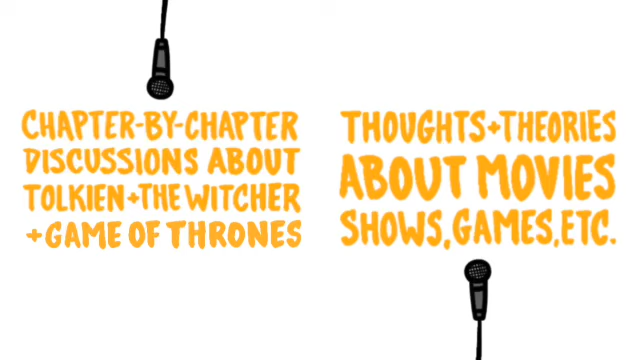 CHAPTER-BY-CHAPTER
DISCUSSIONS ABOUT
TOLKIEN+THE WITCHER
+GAME OF THRONES
THOUGHTS+THEORIES
ABOUT MOVIES
SHOWS, GAMES, ETC.